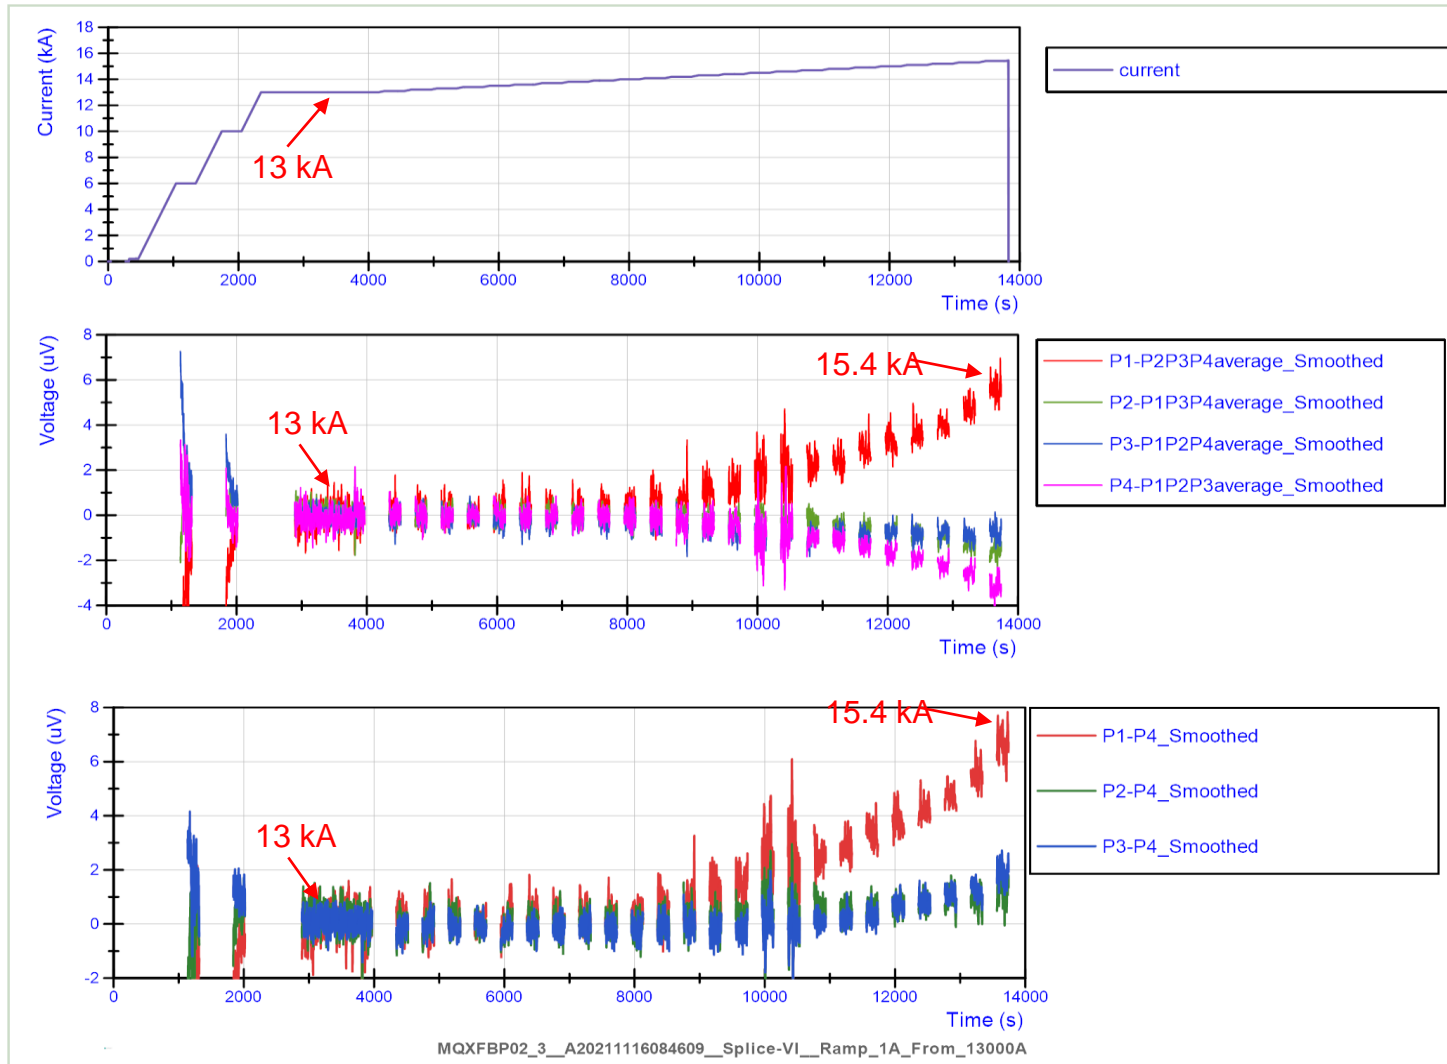 18
16
14
12
10
8
6
4
2
0
Current (kA)
13 kA
0 2000 4000 6000 8000 10000 12000 14000
Time (s)
current
8
6
4
2
0
-2
-4
Voltage (uV)
13 kA
15.4 kA
0 2000 4000 6000 8000 10000 12000 14000
Time (s)
P1-P2P3P4average_Smoothed
P2-P1P3P4average_Smoothed
P3-P1P2P4average_Smoothed
P4-P1P2P3average_Smoothed
8
6
4
2
0
-2
Voltage (uV)
13 kA
15.4 kA
0 2000 4000 6000 8000 10000 12000 14000
Time (s)
P1-P4_Smoothed
P2-P4_Smoothed
P3-P4_Smoothed
MQXFBP02_3__A20211116084609__Splice-VI__Ramp_1A_From_13000A